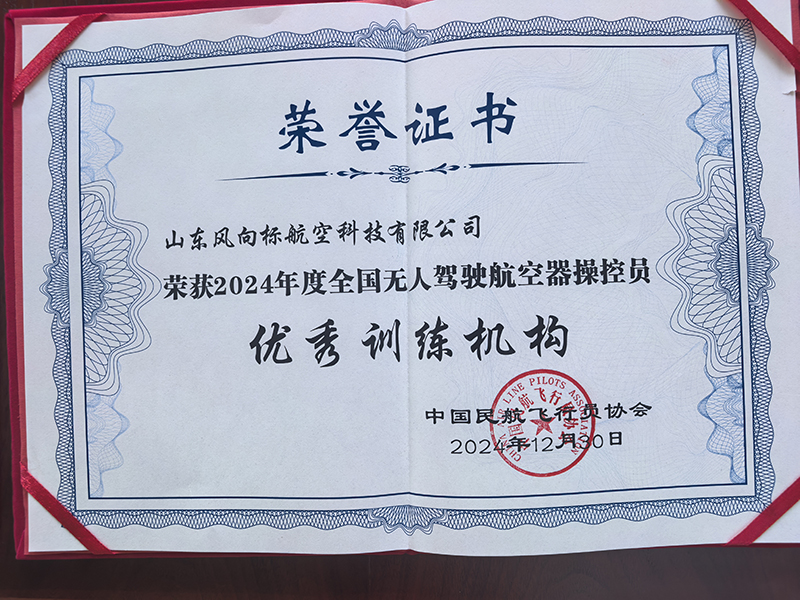 荣誉证书
山东风向标航空科技有限公司
荣获2024年度全国无人驾驶航空器操控员
优秀训练机构
中国民航飞行员协会
2024年12月30日
LINE PILOTS ASSOCIATION